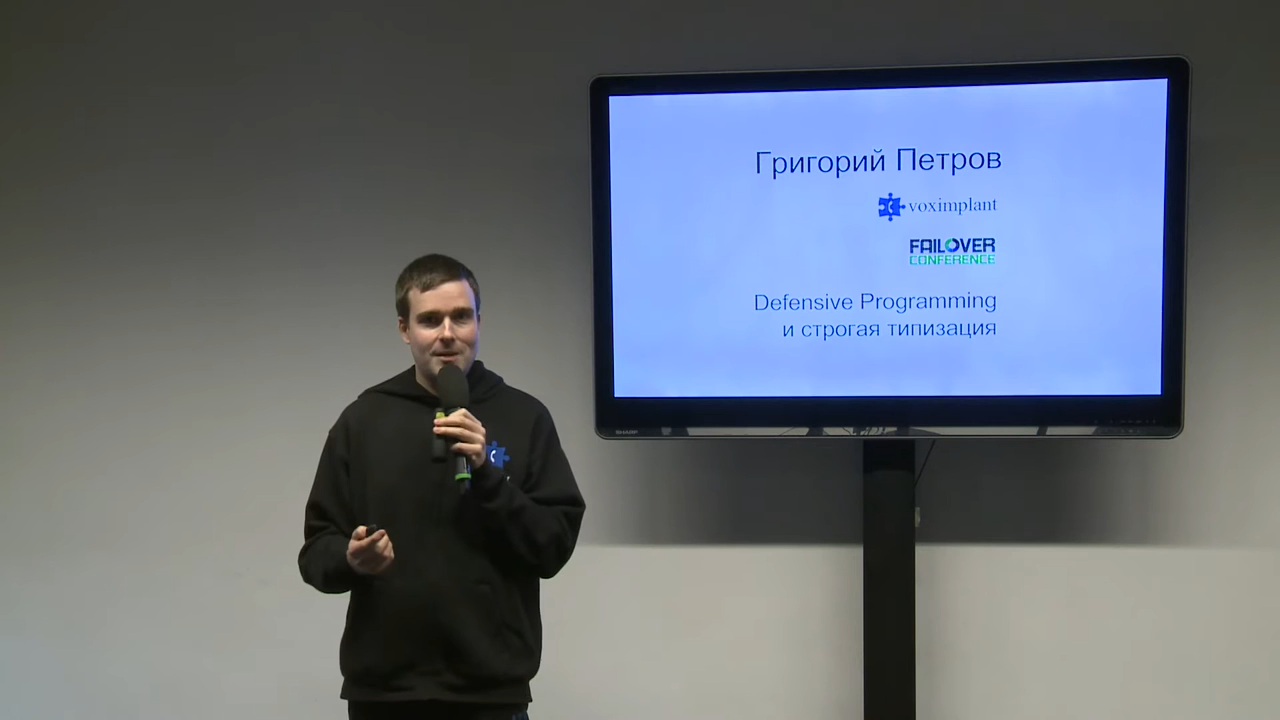 Григорий Петров
voximplant
FAILOVER
CONFERENCE
Defensive Programming
и строгая типизация